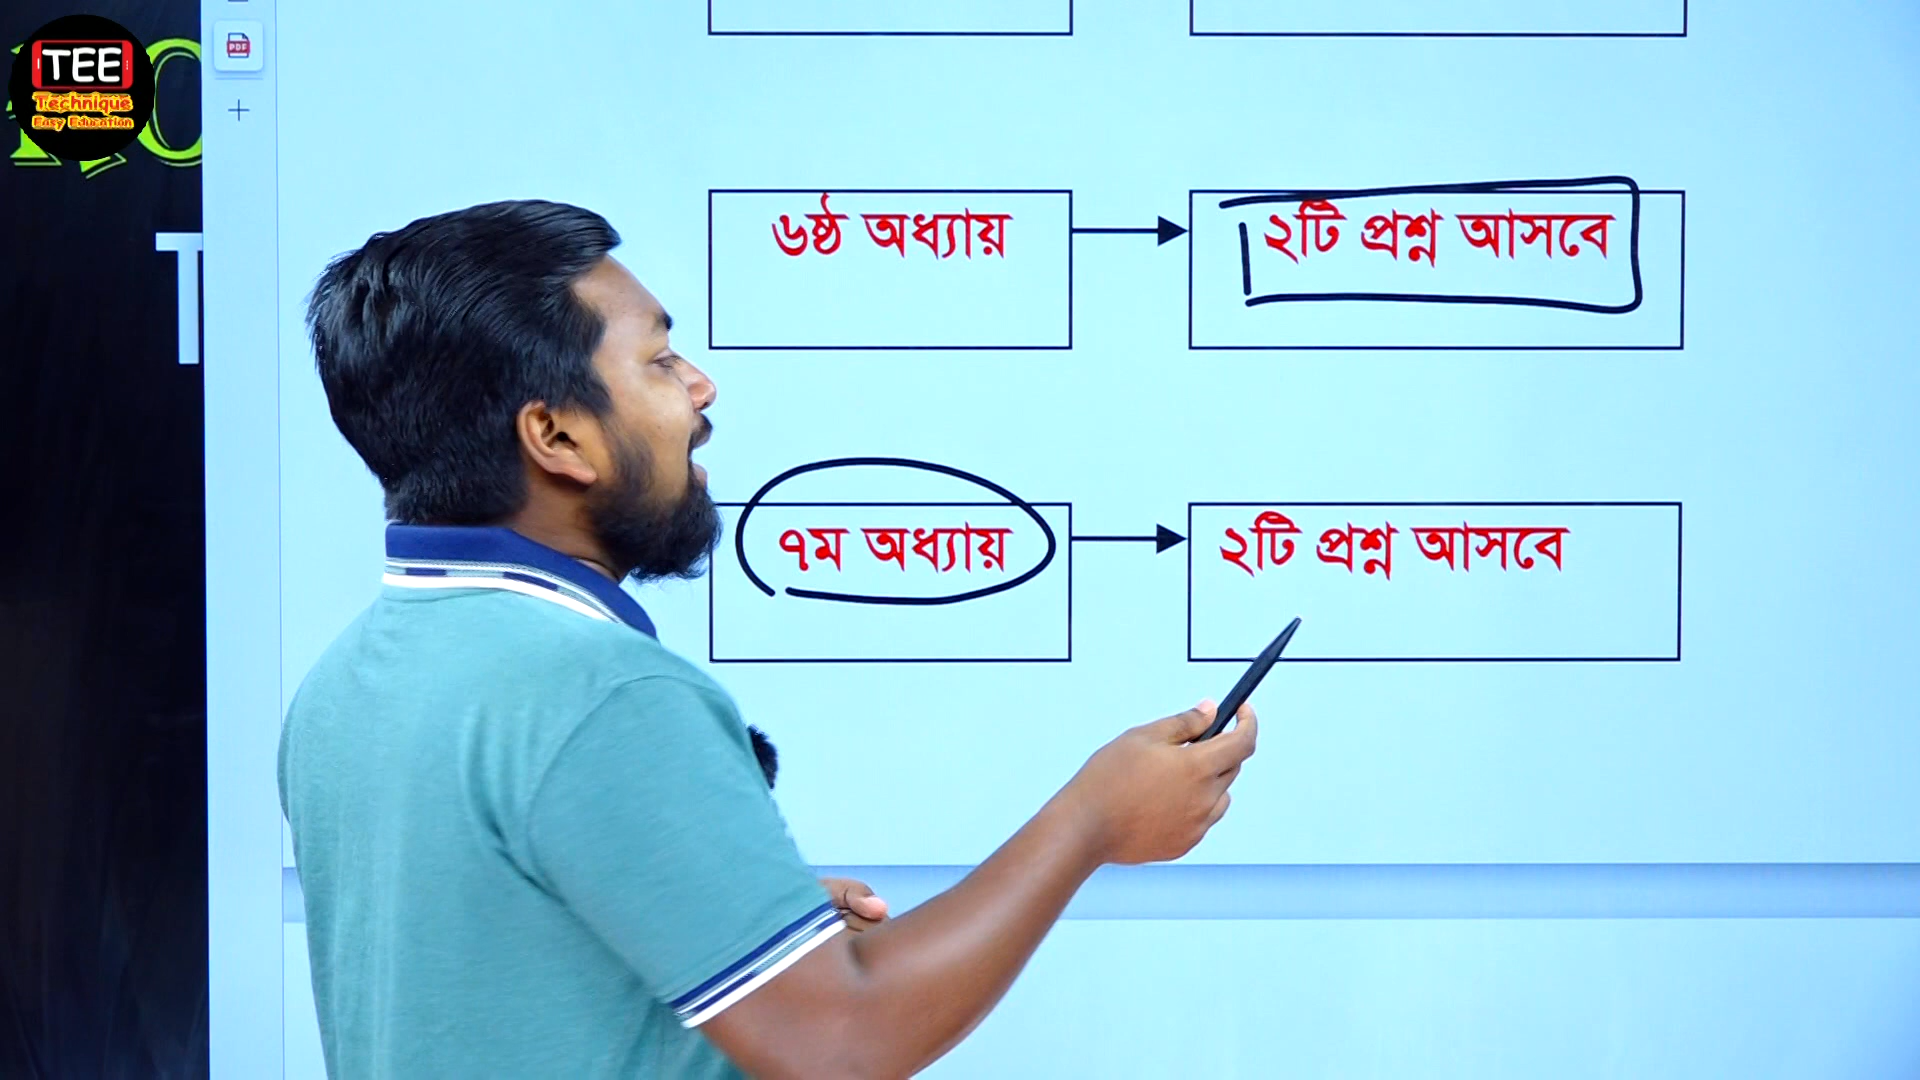 TEE
Technique
Easy Education
PDF
৬ষ্ঠ অধ্যায়
২টি প্রশ্ন আসবে
৭ম অধ্যায়
২টি প্রশ্ন আসবে